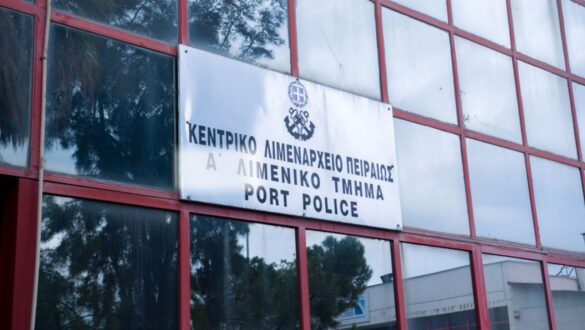 ΚΕΝΤΡΙΚΟ ΛΙΜΕΝΑΡΧΕΙΟ ΠΕΙΡΑΙΩΣ
Α΄ ΛΙΜΕΝΙΚΟ ΤΜΗΜΑ
PORT POLICE